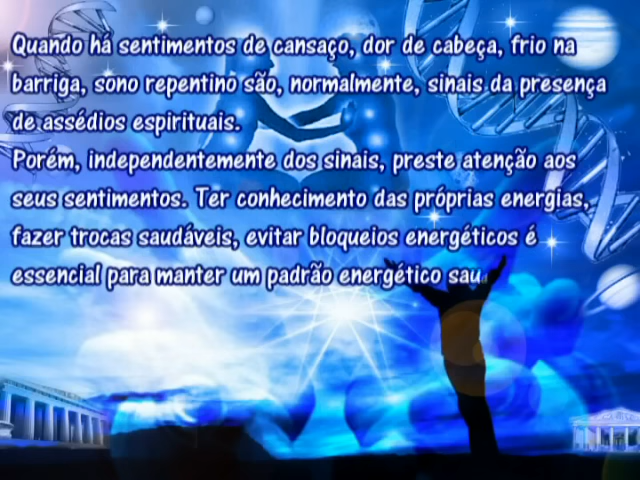 Quando há sentimentos de cansaço, dor de cabeça, frio na
barriga, sono repentino são, normalmente, sinais da presença
de assédios espirituais.
Porém, independentemente dos sinais, preste atenção aos
seus sentimentos. Ter conhecimento das próprias energias,
fazer trocas saudáveis, evitar bloqueios energéticos é
essencial para manter um padrão energético sau